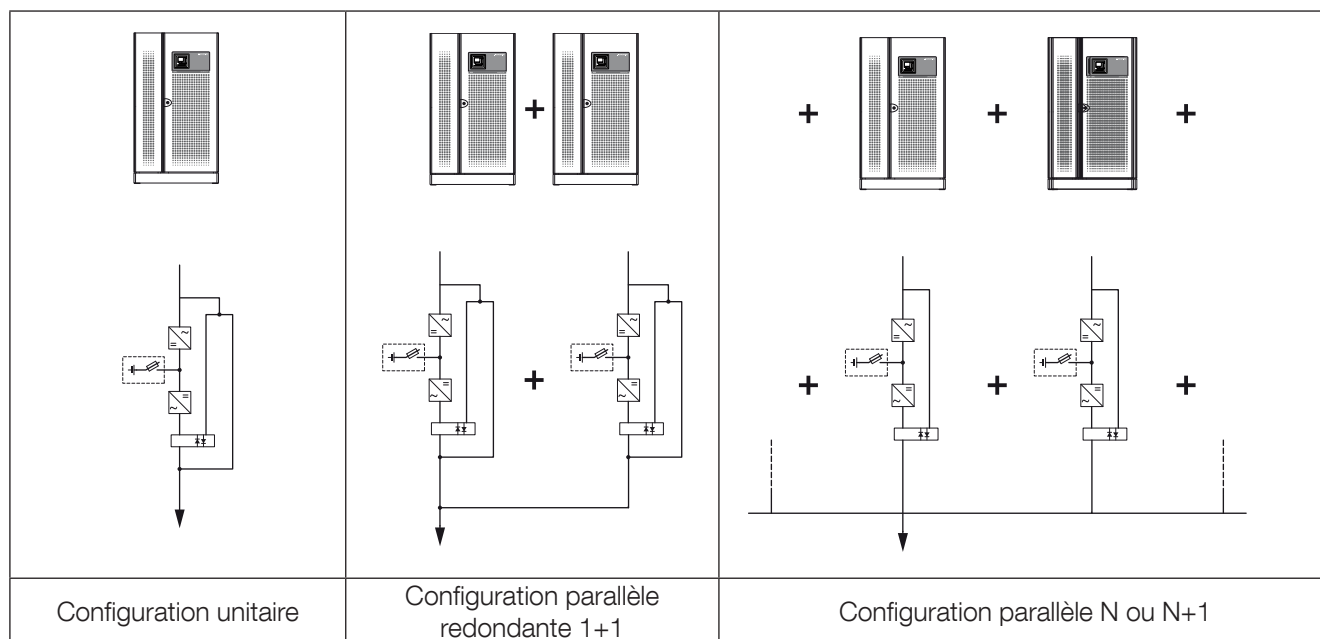 Configuration unitaire
Configuration parallèle
redondante 1+1
Configuration parallèle N ou N+1